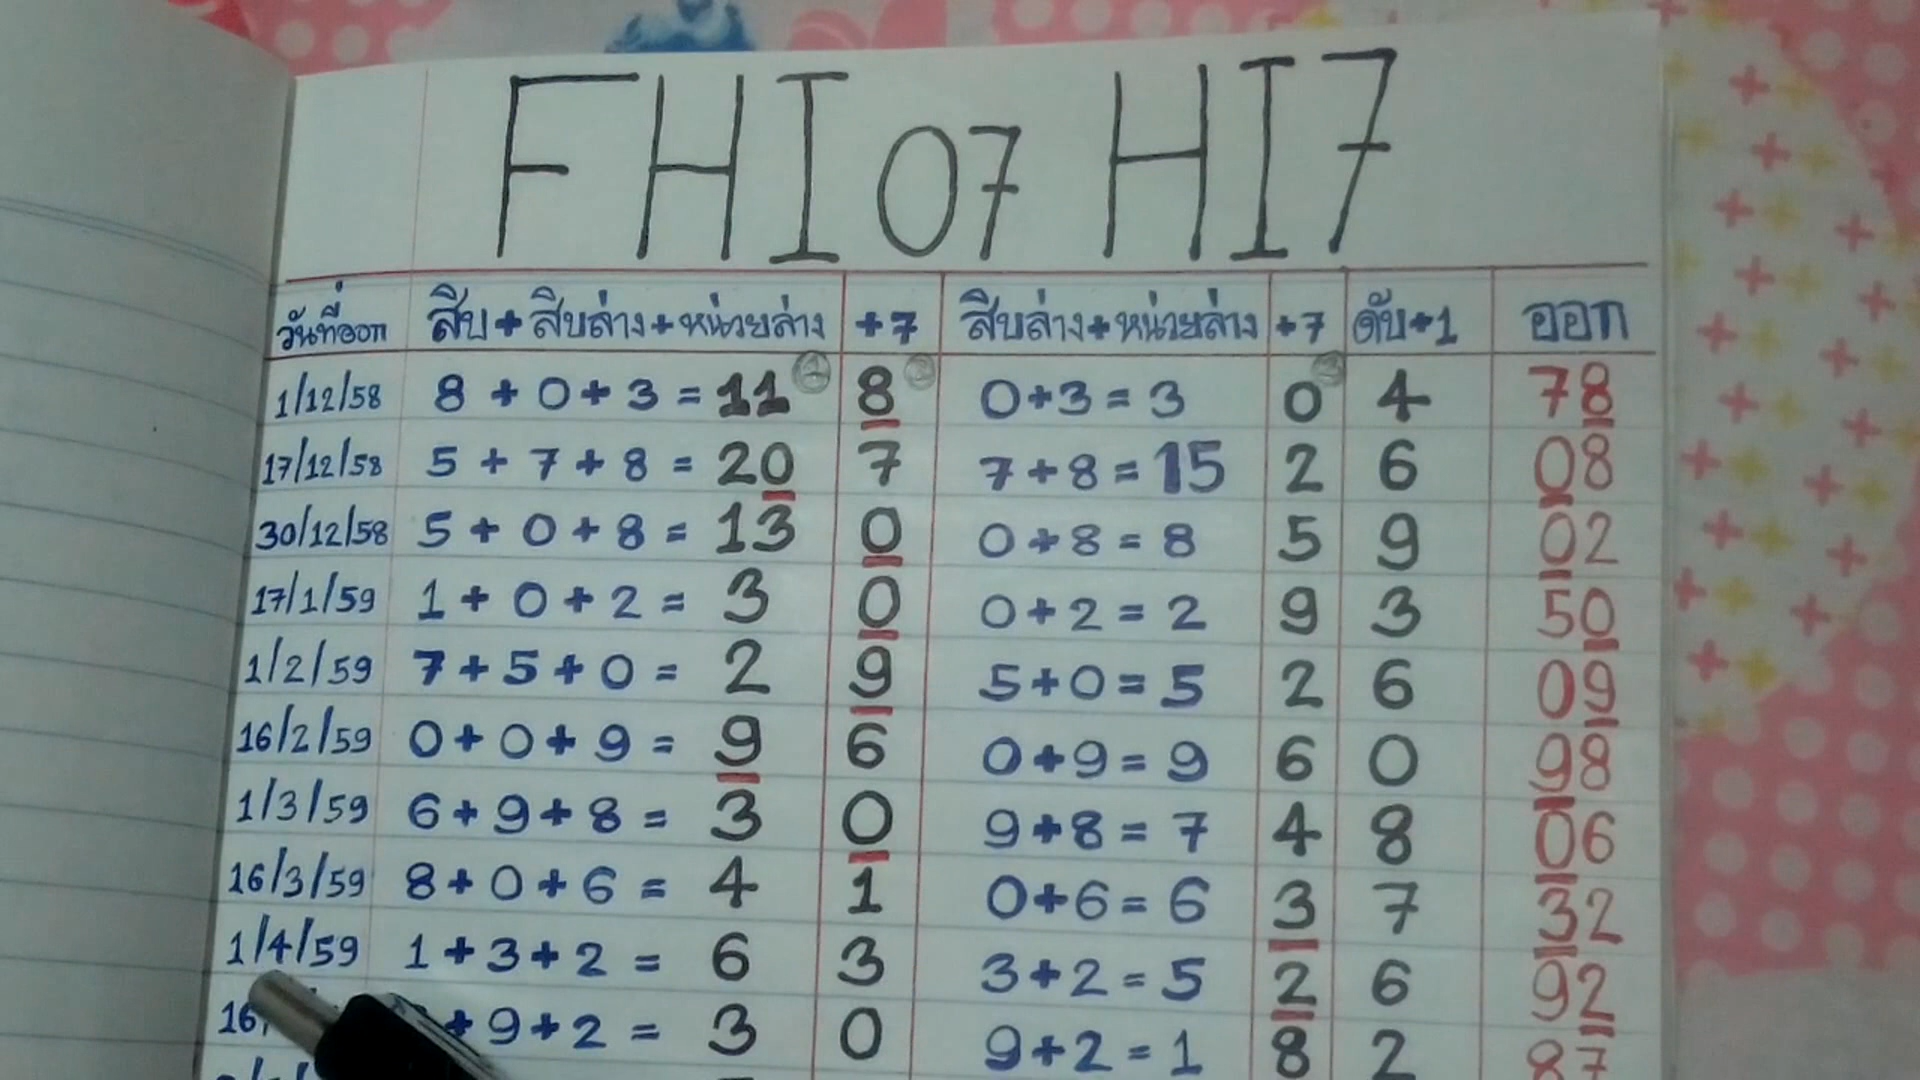 FHI07 HI7
วันที่ออก สิบ+สิบล่าง+หน่วยล่าง +7 สิบล่าง+หน่วยล่าง +7 ดับ+1 ออก
1/12/58 8+0+3=11 ① 8 ② 0+3=3 0 ③ 4 78
17/12/58 5+7+8=20 7 7+8=15 2 6 08
30/12/58 5+0+8=13 0 0+8=8 5 9 02
17/1/59 1+0+2=3 0 0+2=2 9 3 50
1/2/59 7+5+0=2 9 5+0=5 2 6 09
16/2/59 0+0+9=9 6 0+9=9 6 0 98
1/3/59 6+9+8=3 0 9+8=7 4 8 06
16/3/59 8+0+6=4 1 0+6=6 3 7 32
1/4/59 1+3+2=6 3 3+2=5 2 6 92
16/ +9+2=3 0 9+2=1 8 2 87